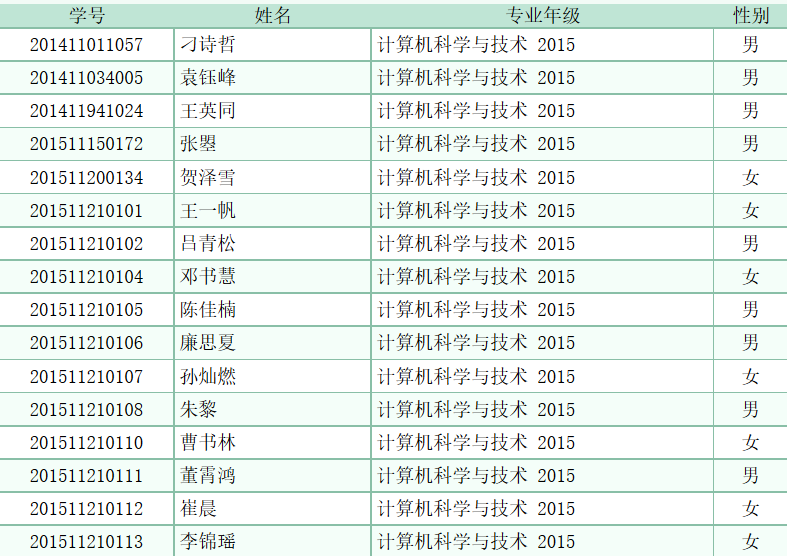 学号 姓名 专业年级 性别
201411011057 刁诗哲 计算机科学与技术 2015 男
201411034005 袁钰峰 计算机科学与技术 2015 男
201411941024 王英同 计算机科学与技术 2015 男
201511150172 张曌 计算机科学与技术 2015 男
201511200134 贺泽雪 计算机科学与技术 2015 女
201511210101 王一帆 计算机科学与技术 2015 女
201511210102 吕青松 计算机科学与技术 2015 男
201511210104 邓书慧 计算机科学与技术 2015 女
201511210105 陈佳楠 计算机科学与技术 2015 男
201511210106 廉思夏 计算机科学与技术 2015 男
201511210107 孙灿燃 计算机科学与技术 2015 女
201511210108 朱黎 计算机科学与技术 2015 男
201511210110 曹书林 计算机科学与技术 2015 女
201511210111 董霄鸿 计算机科学与技术 2015 男
201511210112 崔晨 计算机科学与技术 2015 女
201511210113 李锦瑶 计算机科学与技术 2015 女